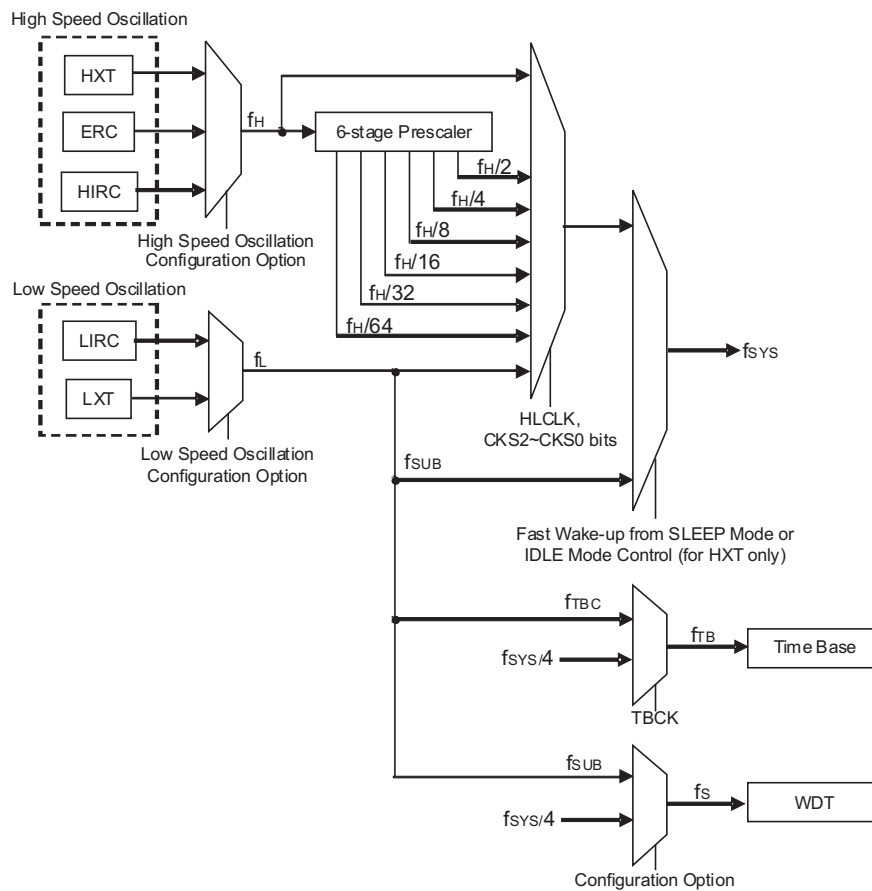 High Speed Oscillation
HXT
ERC
HIRC
fH
6-stage Prescaler
fH/2
fH/4
fH/8
fH/16
fH/32
fH/64
High Speed Oscillation
Configuration Option
Low Speed Oscillation
LIRC
LXT
fL
Low Speed Oscillation
Configuration Option
HLCLK,
CKS2~CKS0 bits
fSYS
fSUB
Fast Wake-up from SLEEP Mode or
IDLE Mode Control (for HXT only)
fTBC
fSYS/4
fTB
Time Base
TBCK
fSUB
fSYS/4
fS
WDT
Configuration Option